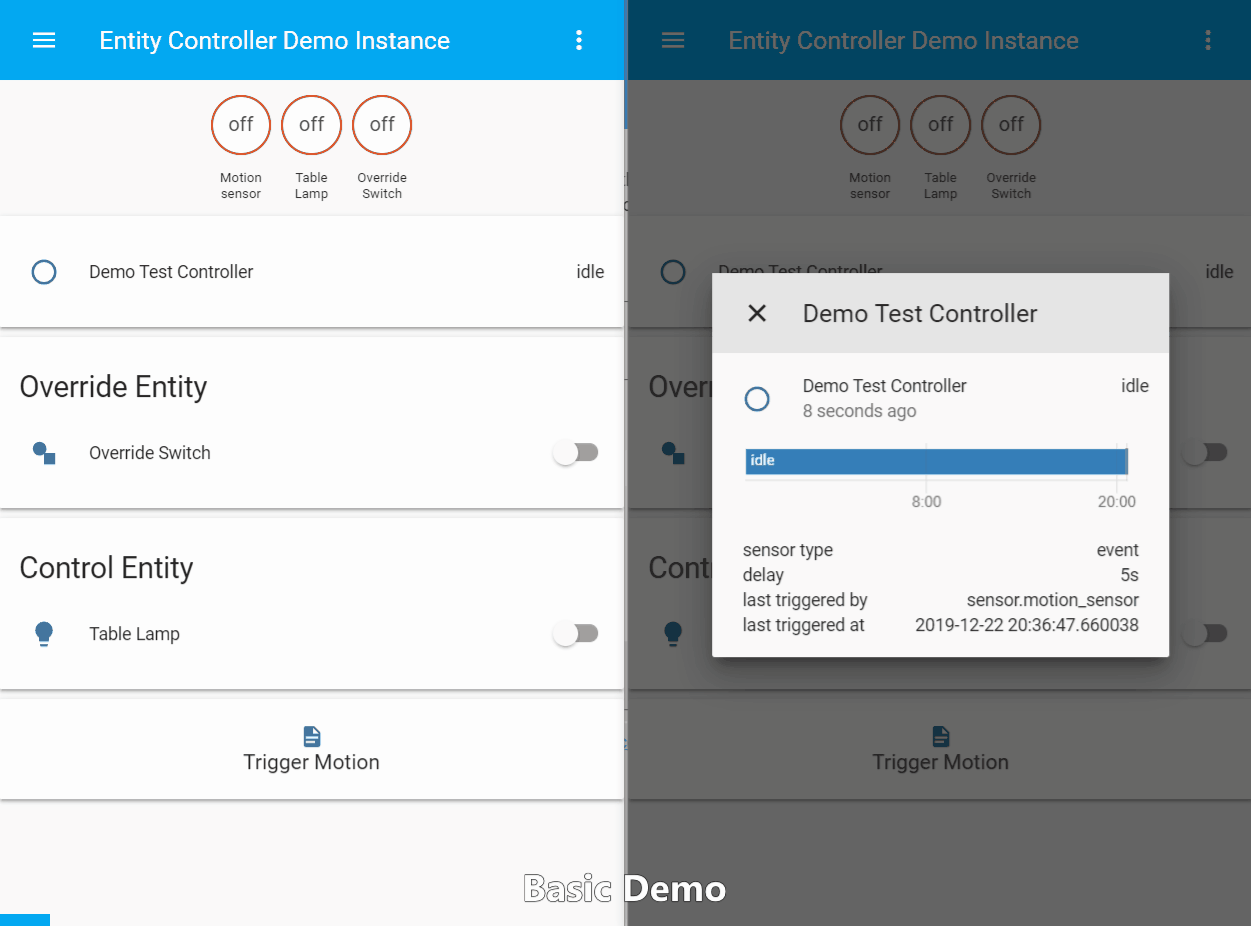 Entity Controller Demo Instance
off off off
Motion sensor Table Lamp Override Switch
Demo Test Controller idle
Override Entity
Override Switch
Control Entity
Table Lamp
Trigger Motion
Entity Controller Demo Instance
off off off
Motion sensor Table Lamp Override Switch
Demo Test Controller idle
Demo Test Controller
Demo Test Controller idle
8 seconds ago
idle
8:00 20:00
sensor type event
delay 5s
last triggered by sensor.motion_sensor
last triggered at 2019-12-22 20:36:47.660038
Trigger Motion
Basic Demo